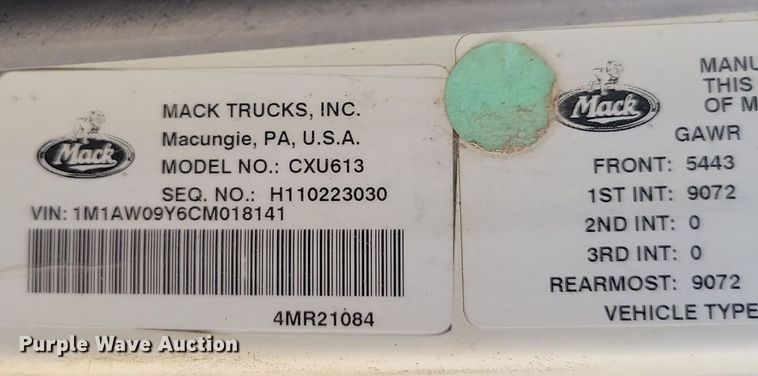 Mack
MACK TRUCKS, INC.
Macungie, PA, U.S.A.
MODEL NO.: CXU613
SEQ. NO.: H110223030
VIN: 1M1AW09Y6CM018141
4MR21084
Mack
MANU
THIS
OF M
GAWR
FRONT: 5443
1ST INT: 9072
2ND INT: 0
3RD INT: 0
REARMOST: 9072
VEHICLE TYPE
Purple Wave Auction